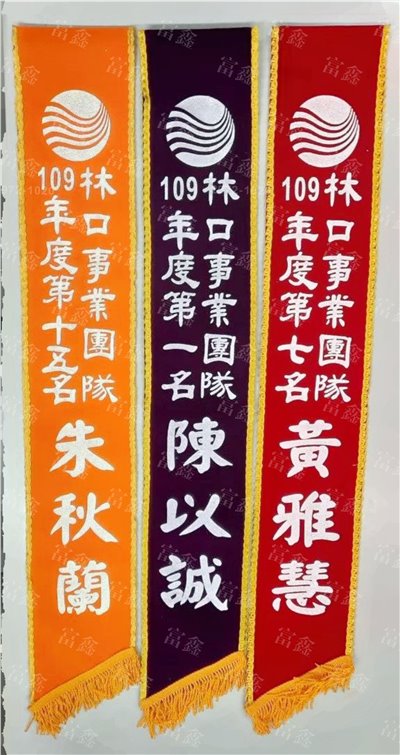 林口事業團隊
109年度第十五名
朱秋蘭
林口事業團隊
109年度第一名
陳以誠
林口事業團隊
109年度第七名
黃雅慧
富鑫